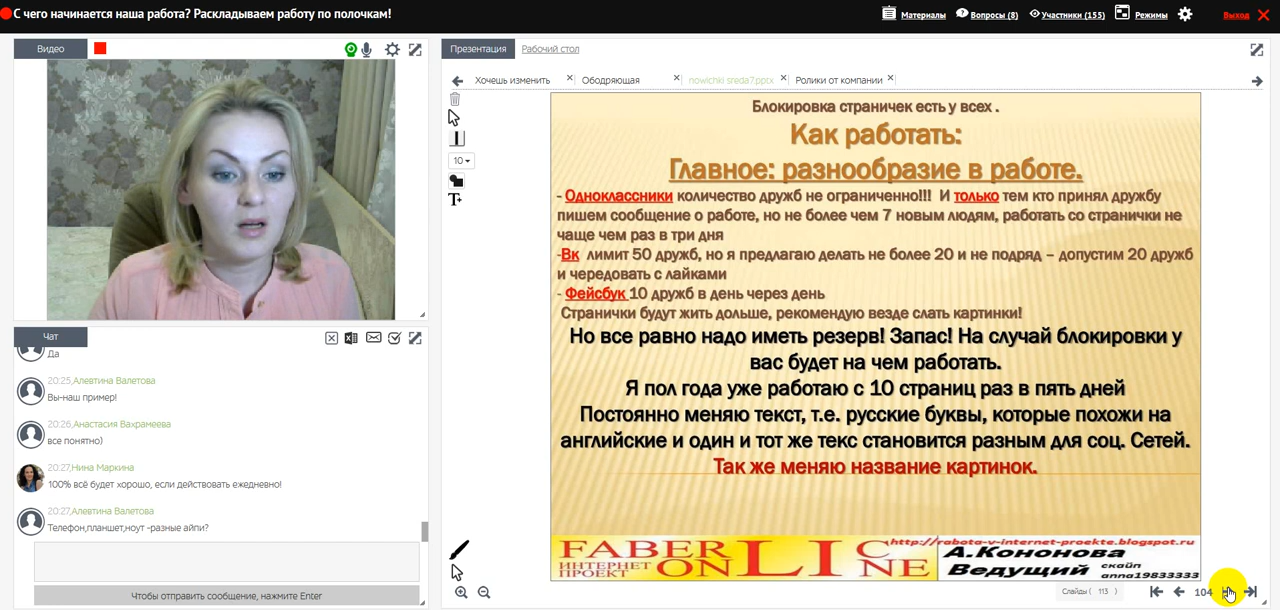 С чего начинается наша работа? Раскладываем работу по полочкам!
Материалы
Вопросы (8)
Участники (155)
Режимы
Выход
Видео
Презентация
Рабочий стол
Хочешь изменить
Ободряющая
nowichki sreda7.pptx
Ролики от компании
10
Блокировка страничек есть у всех .
Как работать:
Главное: разнообразие в работе.
- Одноклассники количество дружб не ограниченно!!! И только тем кто принял дружбу
пишем сообщение о работе, но не более чем 7 новым людям, работать со странички не
чаще чем раз в три дня
-Вк лимит 50 дружб, но я предлагаю делать не более 20 и не подряд – допустим 20 дружб
и чередовать с лайками
- Фейсбук 10 дружб в день через день
Странички будут жить дольше, рекомендую везде слать картинки!
Но все равно надо иметь резерв! Запас! На случай блокировки у
вас будет на чем работать.
Я пол года уже работаю с 10 страниц раз в пять дней
Постоянно меняю текст, т.е. русские буквы, которые похожи на
английские и один и тот же текс становится разным для соц. Сетей.
Так же меняю название картинок.
FABERLIC
ONLINE
ИНТЕРНЕТ
ПРОЕКТ
http://rabota-v-internet-proekte.blogspot.ru
А.Кононова
Ведущий
скайп
anna19833333
Слайды ( 113 )
104
Чат
Да
20:25,Алевтина Валетова
Вы-наш пример!
20:26,Анастасия Вахрамеева
все понятно)
20:27,Нина Маркина
100% всё будет хорошо, если действовать ежедневно!
20:27,Алевтина Валетова
Телефон,планшет,ноут -разные айпи?
Чтобы отправить сообщение, нажмите Enter